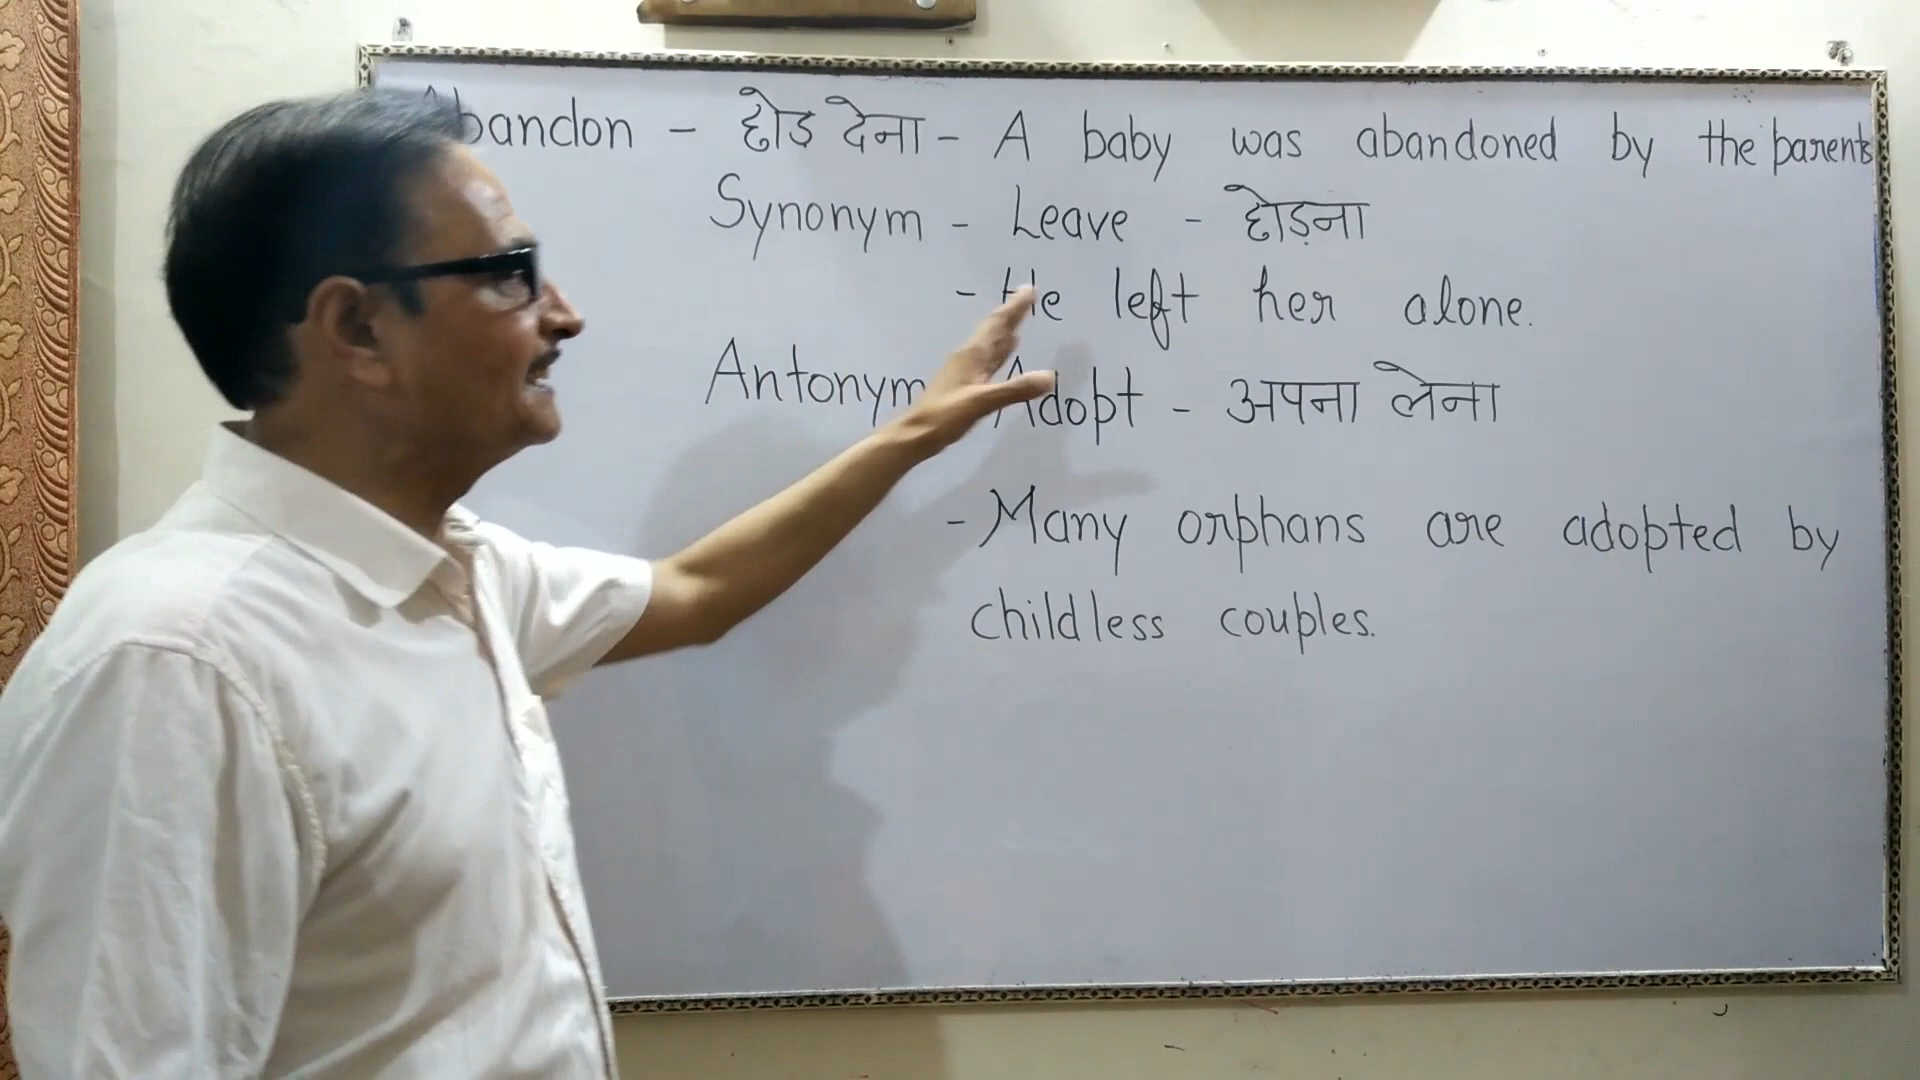 Abandon - छोड देना - A baby was abandoned by the parents
Synonym - Leave - छोड़ना
- He left her alone.
Antonym - Adopt - अपना लेना
- Many orphans are adopted by
childless couples.